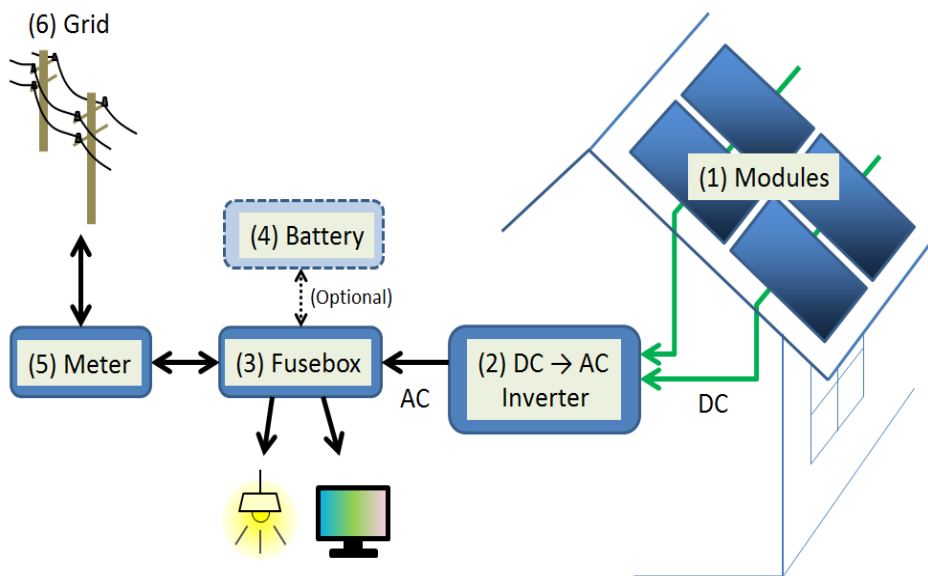 (6) Grid
(1) Modules
(4) Battery
(Optional)
(5) Meter
(3) Fusebox
(2) DC → AC
Inverter
AC
DC